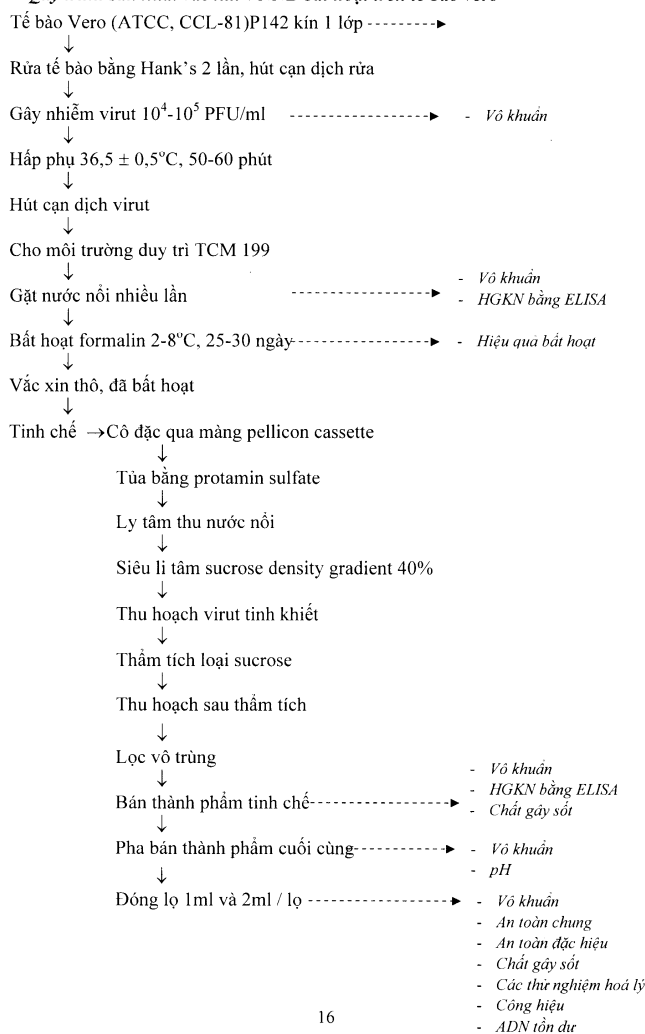 Tế bào Vero (ATCC, CCL-81)P142 kín 1 lớp
Rửa tế bào bằng Hank's 2 lần, hút cạn dịch rửa
Gây nhiễm virut 10⁴-10⁵ PFU/ml
- Vô khuẩn
Hấp phụ 36,5 ± 0,5°C, 50-60 phút
Hút cạn dịch virut
Cho môi trường duy trì TCM 199
Gặt nước nổi nhiều lần
- Vô khuẩn
- HGKN bằng ELISA
Bất hoạt formalin 2-8°C, 25-30 ngày
- Hiệu quả bất hoạt
Vắc xin thô, đã bất hoạt
Tinh chế →Cô đặc qua màng pellicon cassette
Tủa bằng protamin sulfate
Ly tâm thu nước nổi
Siêu li tâm sucrose density gradient 40%
Thu hoạch virut tinh khiết
Thẩm tích loại sucrose
Thu hoạch sau thẩm tích
Lọc vô trùng
Bán thành phẩm tinh chế
- Vô khuẩn
- HGKN bằng ELISA
- Chất gây sốt
Pha bán thành phẩm cuối cùng
- Vô khuẩn
- pH
Đóng lọ 1ml và 2ml / lọ
- Vô khuẩn
- An toàn chung
- An toàn đặc hiệu
- Chất gây sốt
- Các thử nghiệm hoá lý
- Công hiệu
- ADN tồn dư
16